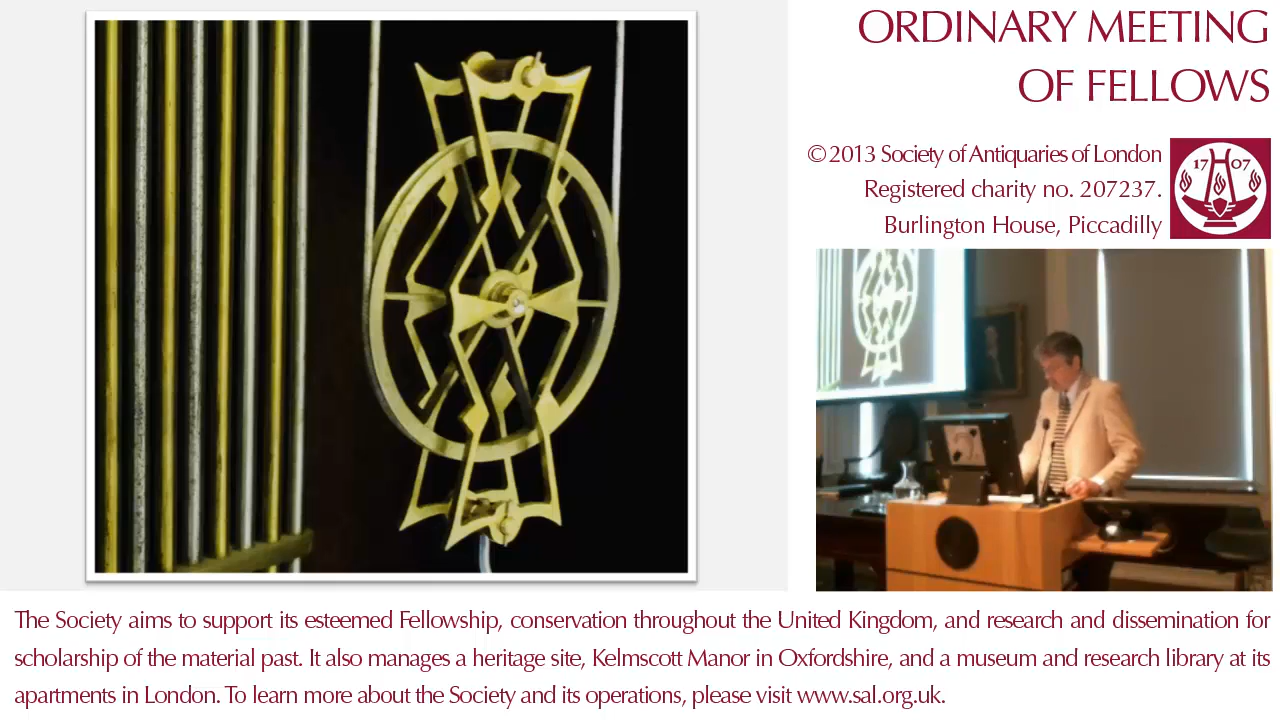 ORDINARY MEETING
OF FELLOWS
©2013 Society of Antiquaries of London
Registered charity no. 207237.
Burlington House, Piccadilly
17 07
The Society aims to support its esteemed Fellowship, conservation throughout the United Kingdom, and research and dissemination for
scholarship of the material past. It also manages a heritage site, Kelmscott Manor in Oxfordshire, and a museum and research library at its
apartments in London. To learn more about the Society and its operations, please visit www.sal.org.uk.